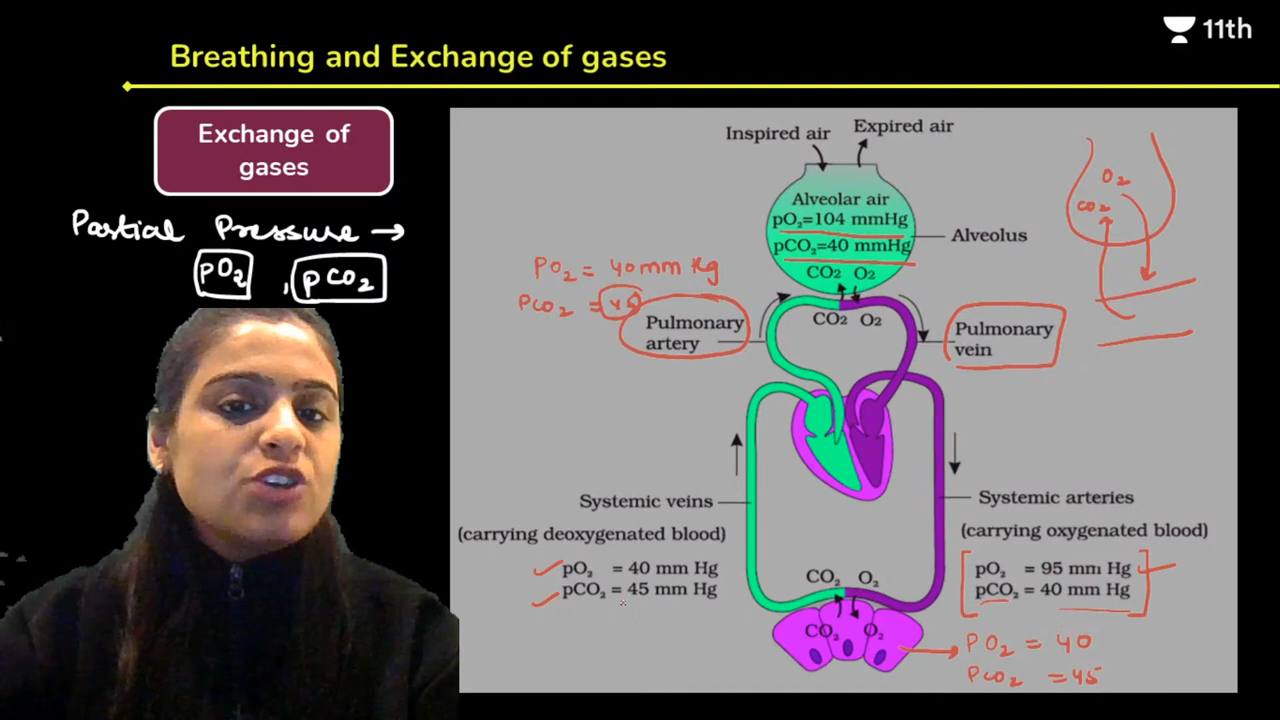 11th
Breathing and Exchange of gases
Exchange of
gases
Partial Pressure →
pO₂ , pCO₂
Inspired air
Expired air
Alveolar air
pO₂=104 mmHg
pCO₂=40 mmHg
Alveolus
CO₂ O₂
O₂
CO₂
PO₂ = 40mm Hg
PCO₂ = 45
Pulmonary
artery
CO₂ O₂
Pulmonary
vein
Systemic veins
(carrying deoxygenated blood)
pO₂ = 40 mm Hg
pCO₂ = 45 mm Hg
Systemic arteries
(carrying oxygenated blood)
pO₂ = 95 mm Hg
pCO₂ = 40 mm Hg
CO₂ O₂
CO₂ O₂
PO₂ = 40
PCO₂ = 45